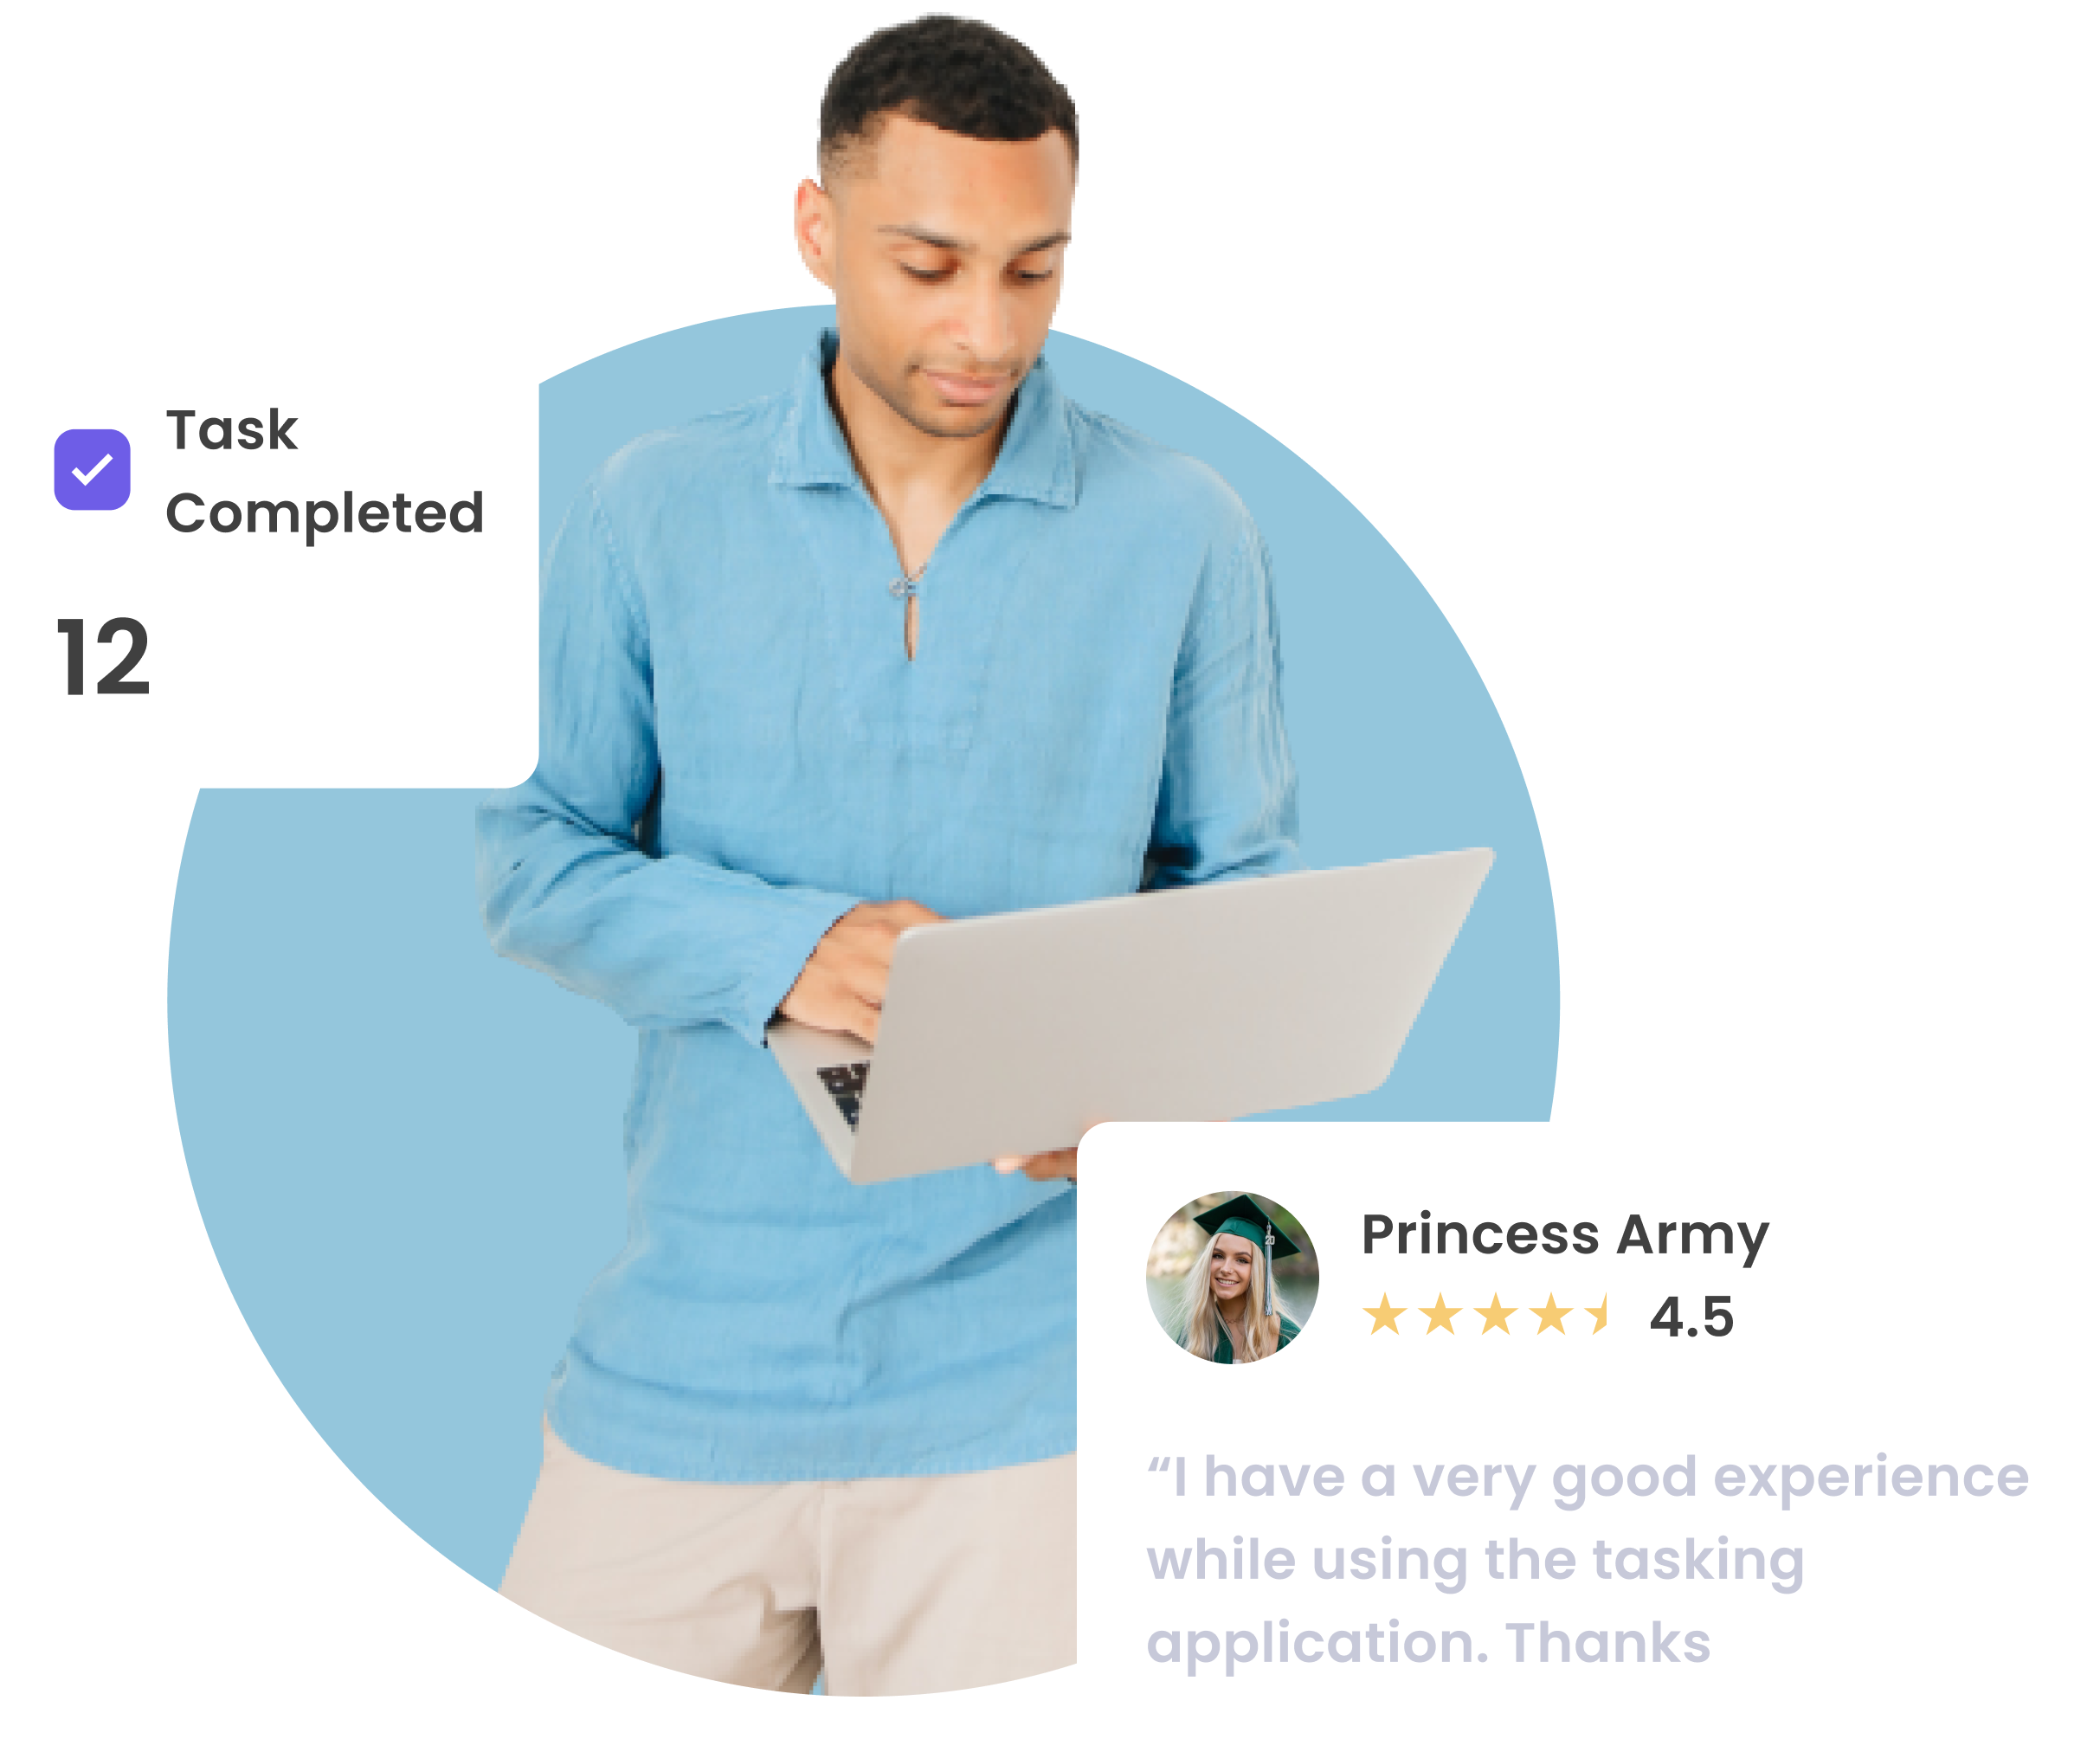 Task
Completed
12
Princess Army
4.5
“I have a very good experience
while using the tasking
application. Thanks